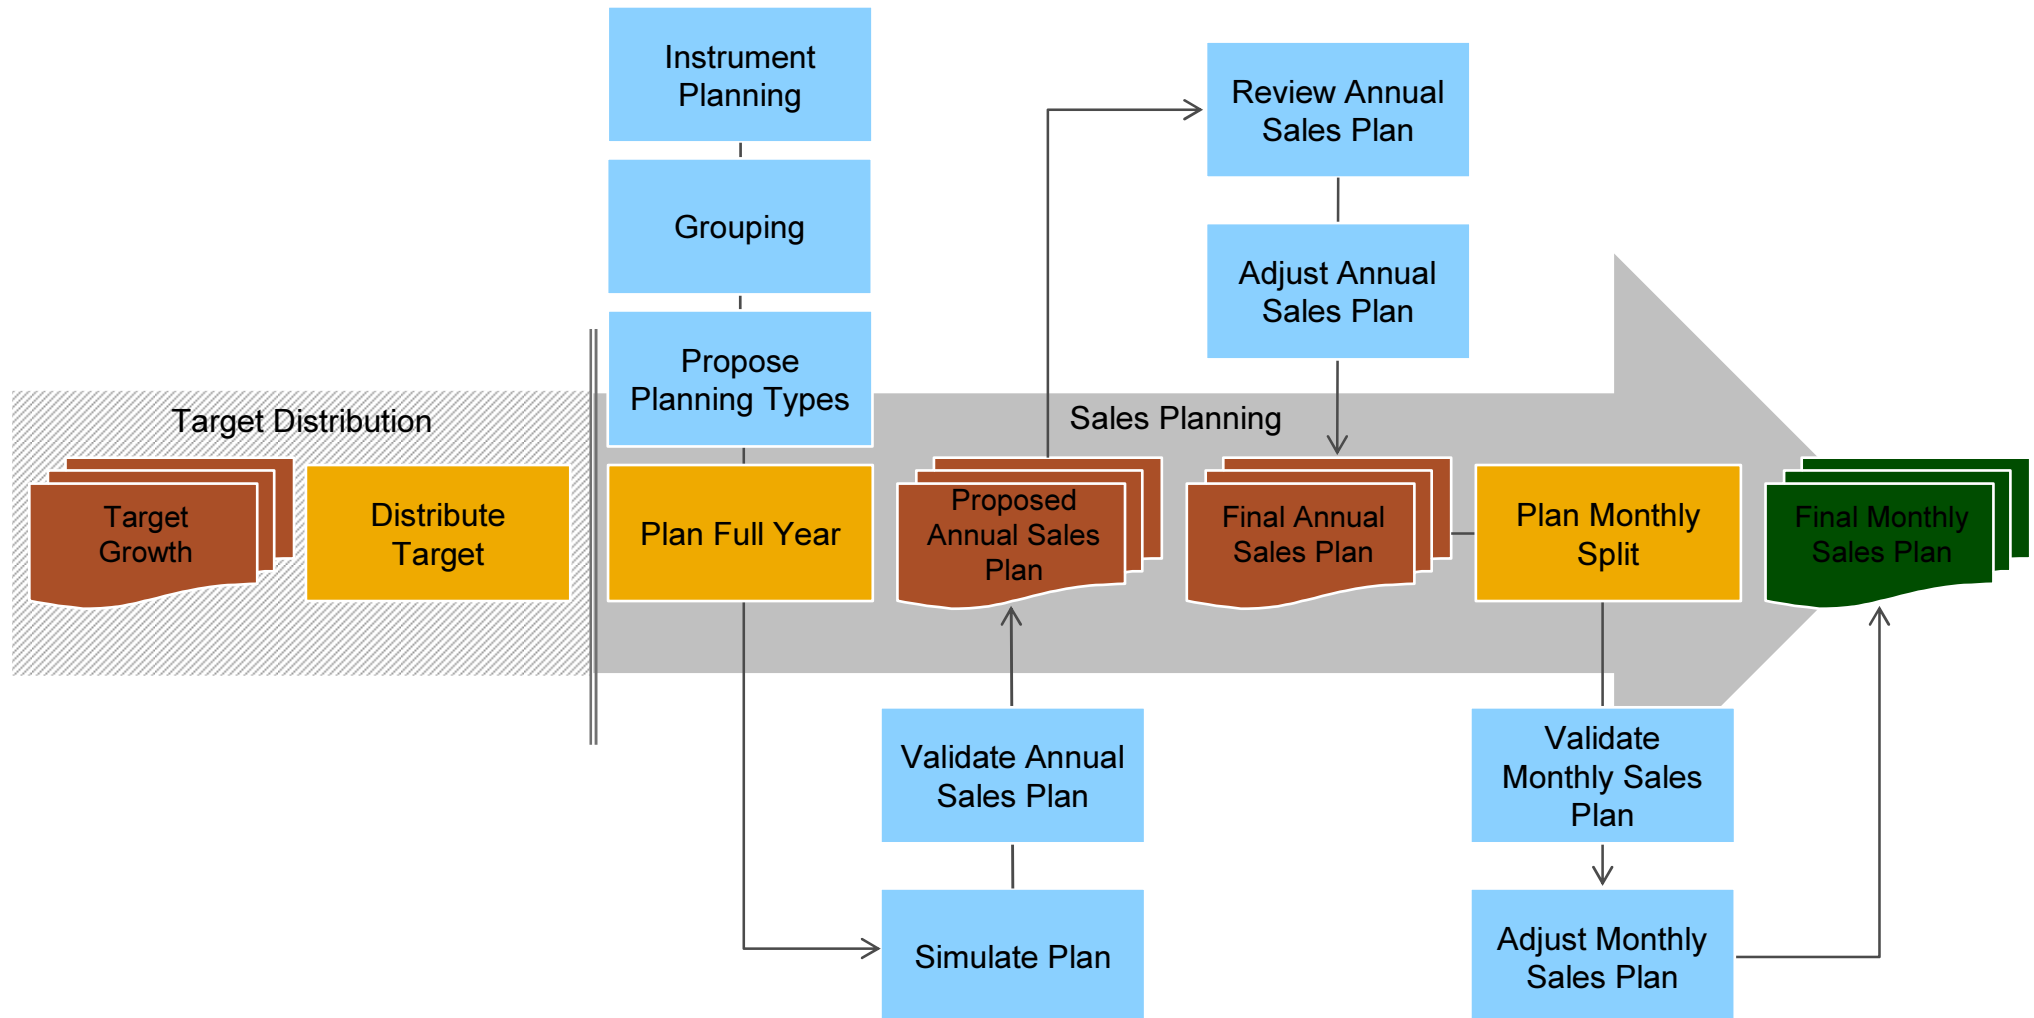 Instrument
Planning
Grouping
Propose
Planning Types
Review Annual
Sales Plan
Adjust Annual
Sales Plan
Target Distribution
Sales Planning
Target
Growth
Distribute
Target
Plan Full Year
Proposed
Annual Sales
Plan
Final Annual
Sales Plan
Plan Monthly
Split
Final Monthly
Sales Plan
Validate Annual
Sales Plan
Simulate Plan
Validate
Monthly Sales
Plan
Adjust Monthly
Sales Plan